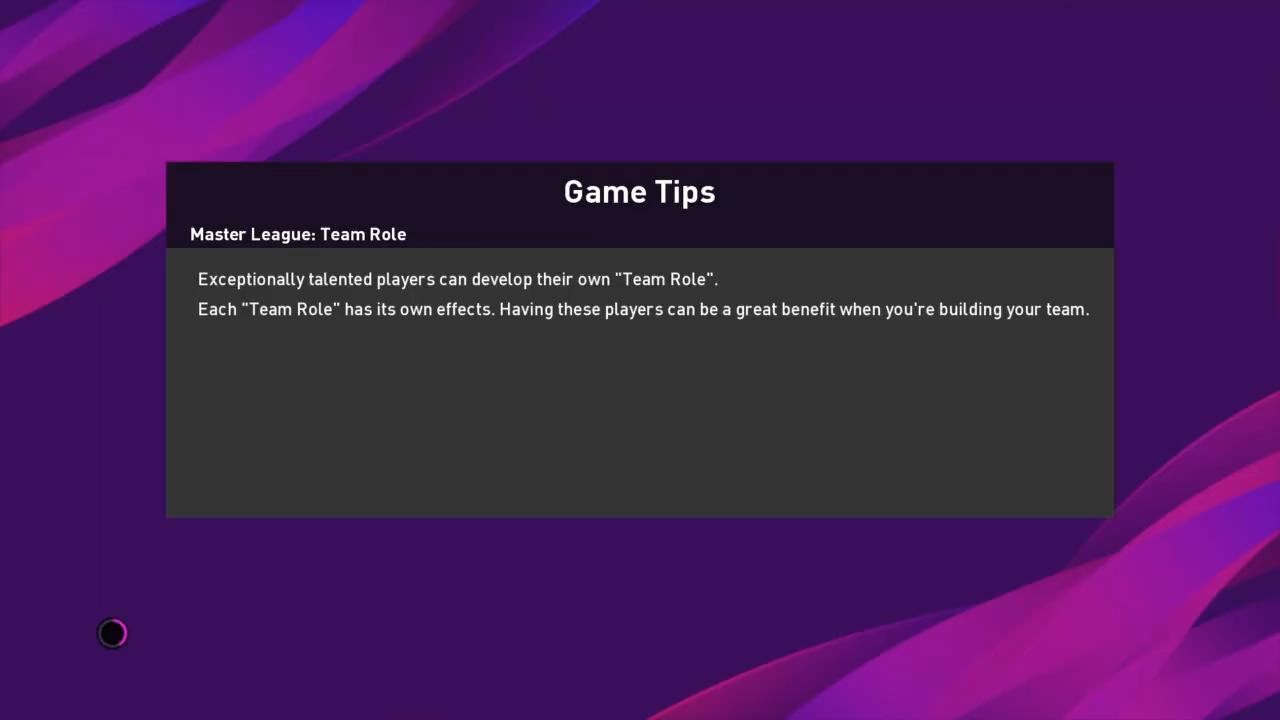 Game Tips
Master League: Team Role
Exceptionally talented players can develop their own "Team Role".
Each "Team Role" has its own effects. Having these players can be a great benefit when you're building your team.